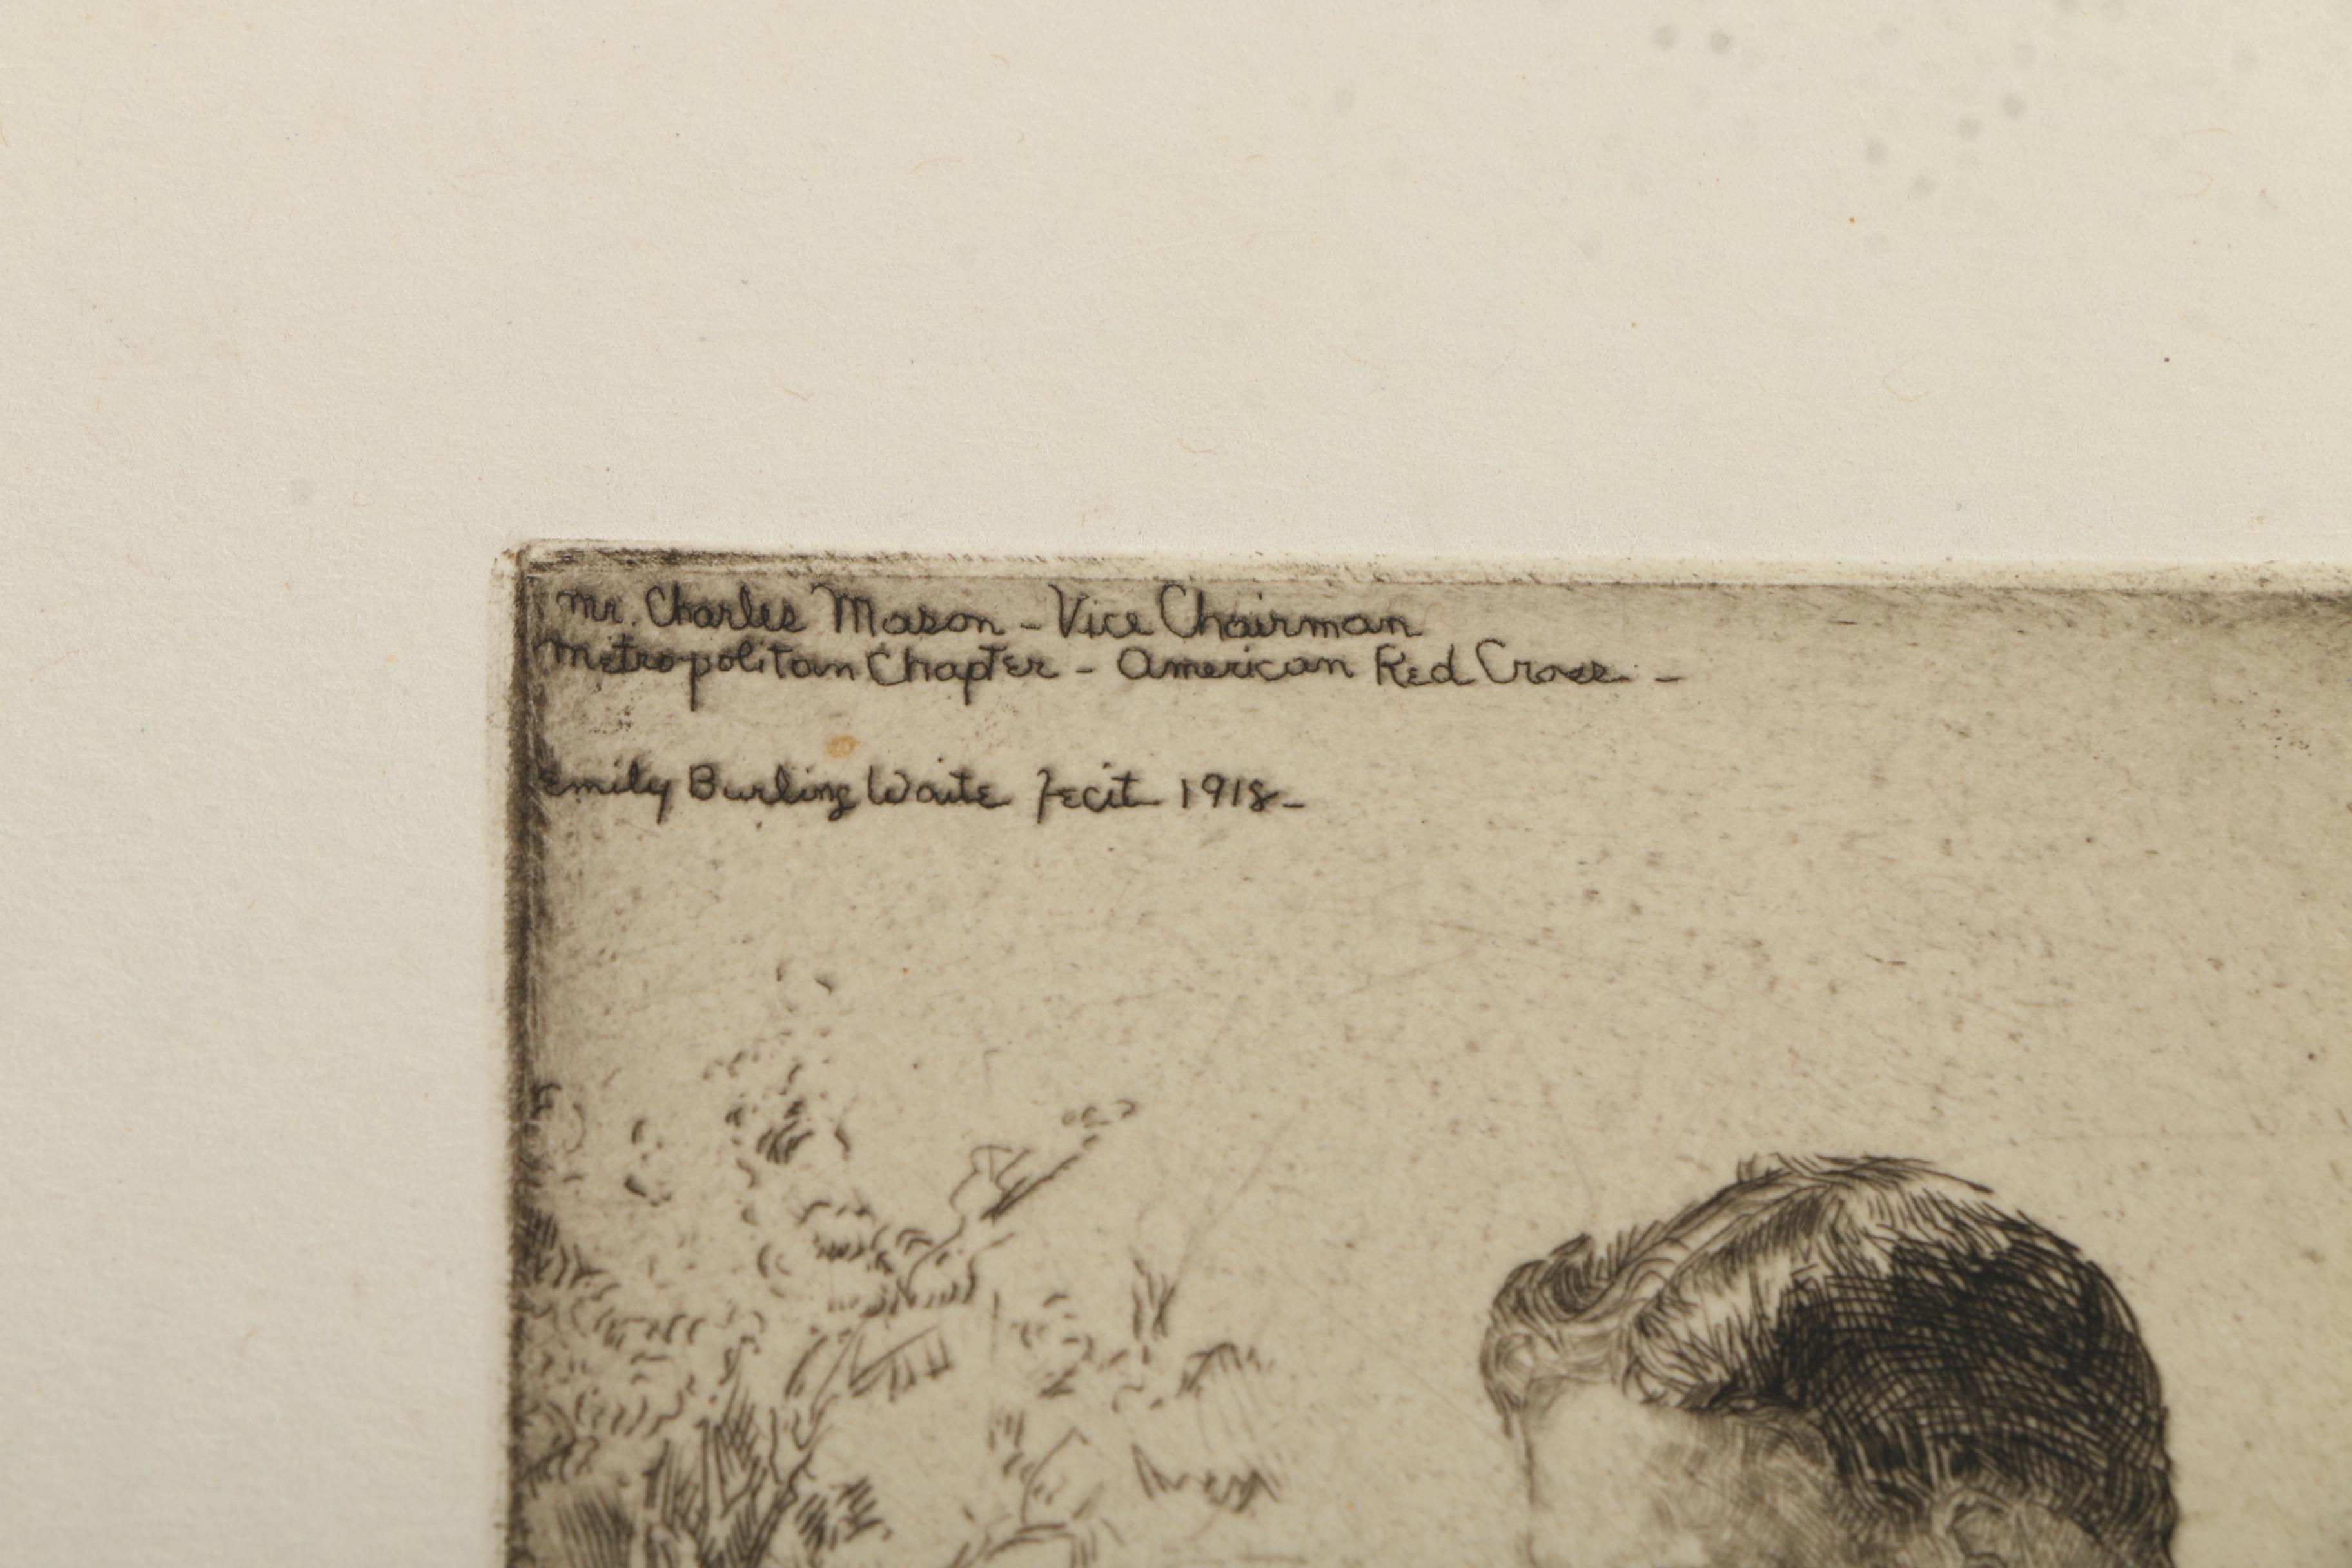 Mr. Charles Mason - Vice Chairman
Metropolitan Chapter - American Red Cross. -
Emily Burling Waite fecit 1918-